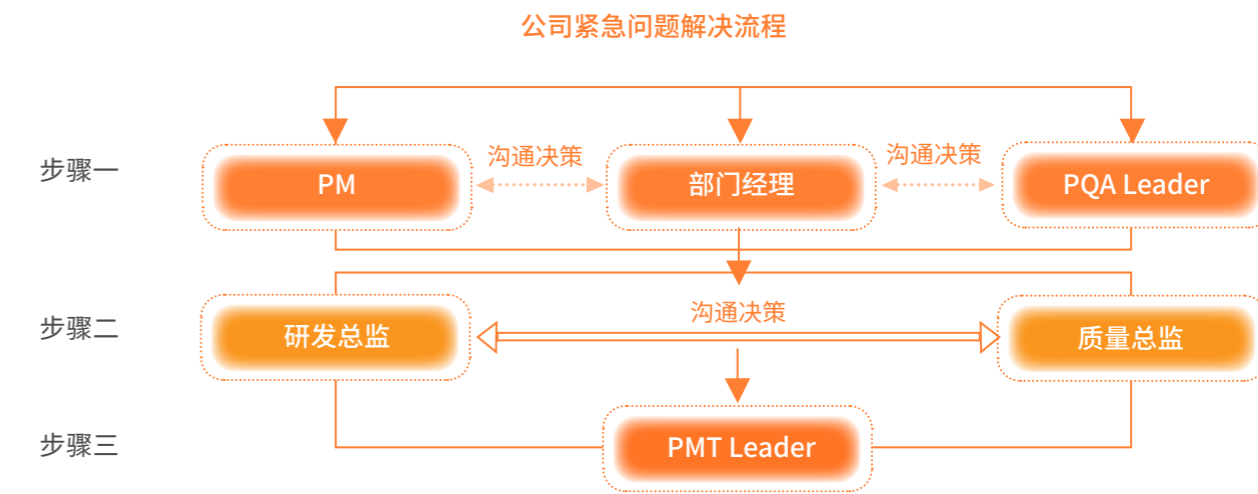 公司紧急问题解决流程
步骤一
PM
沟通决策
部门经理
沟通决策
PQA Leader
步骤二
研发总监
沟通决策
质量总监
步骤三
PMT Leader